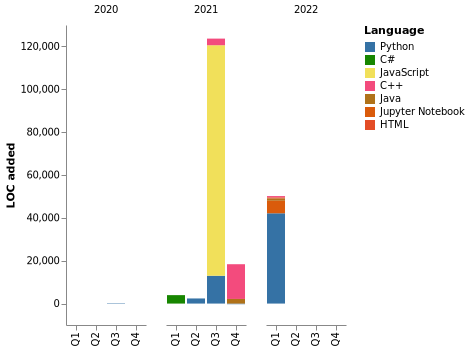 2020 2021 2022
Language
Python
C#
JavaScript
C++
Java
Jupyter Notebook
HTML
LOC added
120,000
100,000
80,000
60,000
40,000
20,000
0
Q1 Q2 Q3 Q4 Q1 Q2 Q3 Q4 Q1 Q2 Q3 Q4